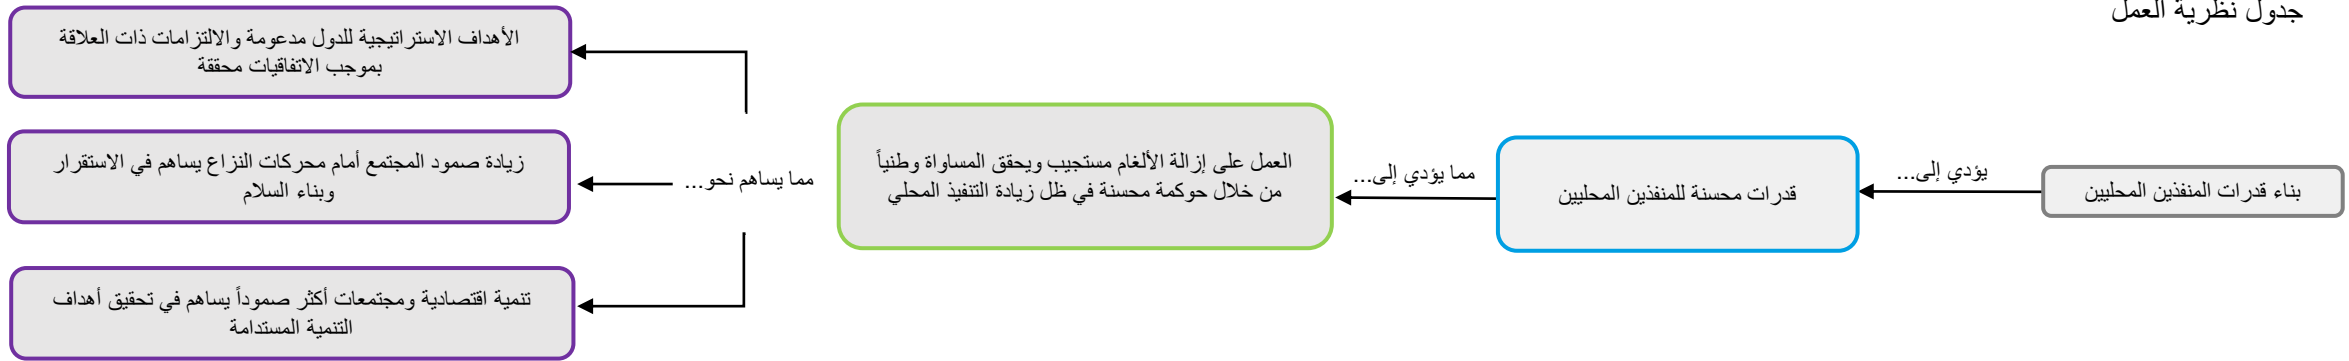 جدول نظرية العمل
بناء قدرات المنفذين المحليين
يؤدي إلى...
قدرات محسنة للمنفذين المحليين
مما يؤدي إلى...
العمل على إزالة الألغام مستجيب ويحقق المساواة وطنياً
من خلال حوكمة محسنة في ظل زيادة التنفيذ المحلي
مما يساهم نحو...
الأهداف الاستراتيجية للدول مدعومة والالتزامات ذات العلاقة
بموجب الاتفاقيات محققة
زيادة صمود المجتمع أمام محركات النزاع يساهم في الاستقرار
وبناء السلام
تنمية اقتصادية ومجتمعات أكثر صموداً يساهم في تحقيق أهداف
التنمية المستدامة